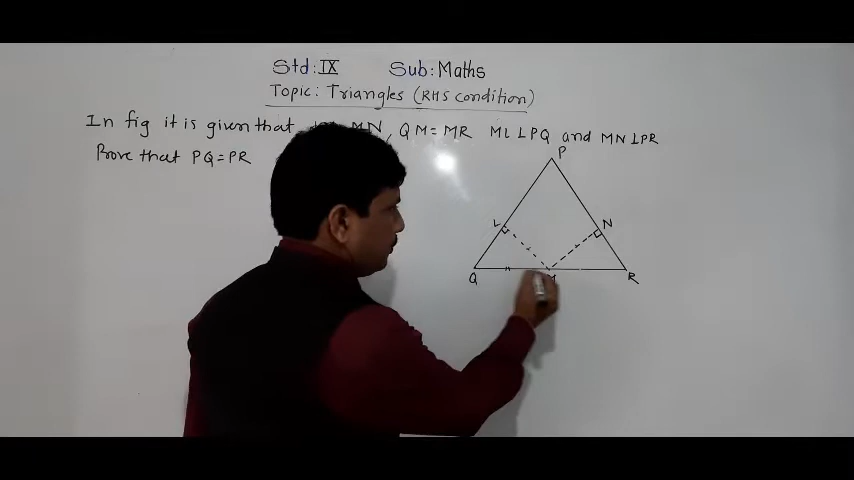 Std: IX Sub: Maths
Topic: Triangles (RHS condition)
In fig it is given that MN, QM = MR ML ⊥ PQ and MN ⊥ PR
Prove that PQ = PR
P
L N
Q R